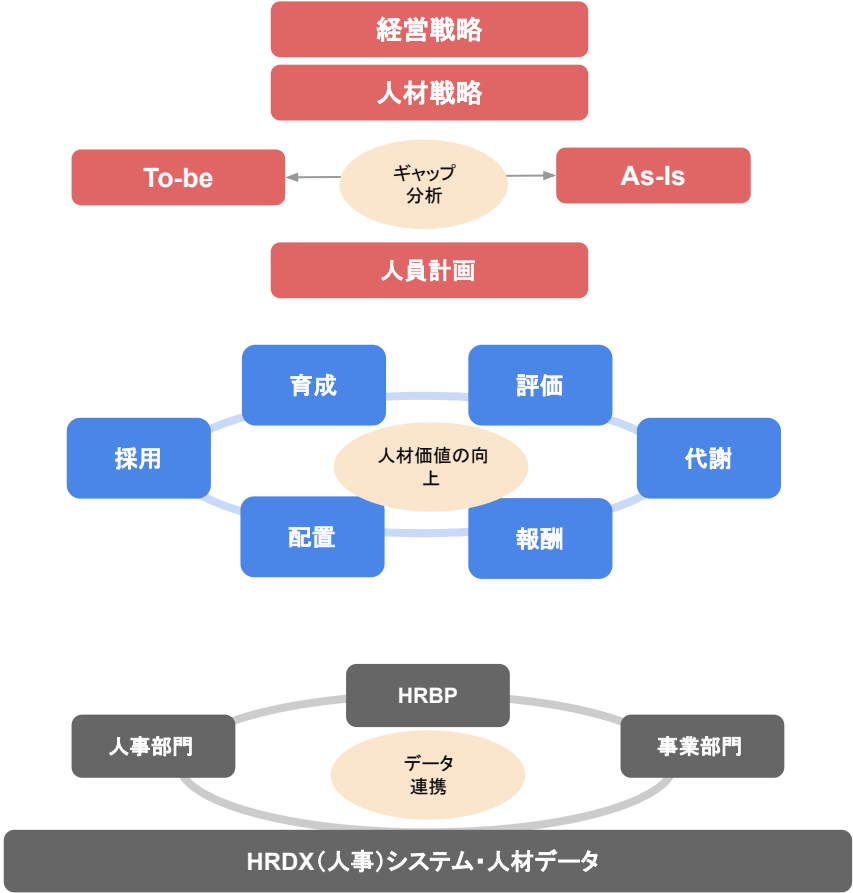 経営戦略
人材戦略
To-be
ギャップ
分析
As-Is
人員計画
育成
評価
採用
人材価値の向
上
代謝
配置
報酬
HRBP
人事部門
事業部門
データ
連携
HRDX（人事）システム・人材データ